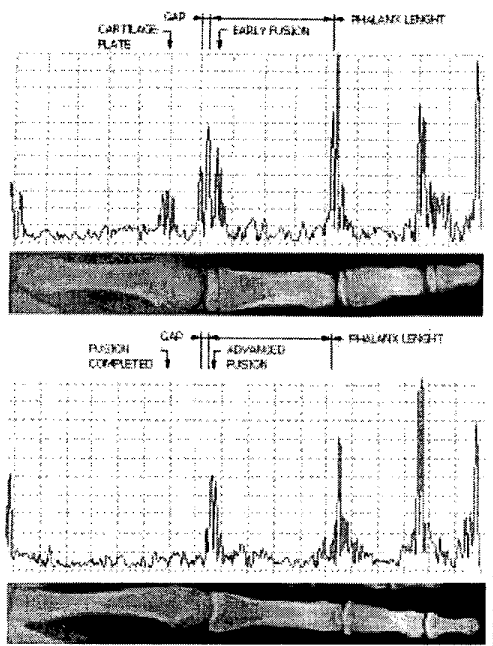 GAP
PHALANX LENGHT
CARTILAGE
PLATE
EARLY FUSION
GAP
PHALANX LENGHT
FUSION
COMPLETED
ADVANCED
FUSION